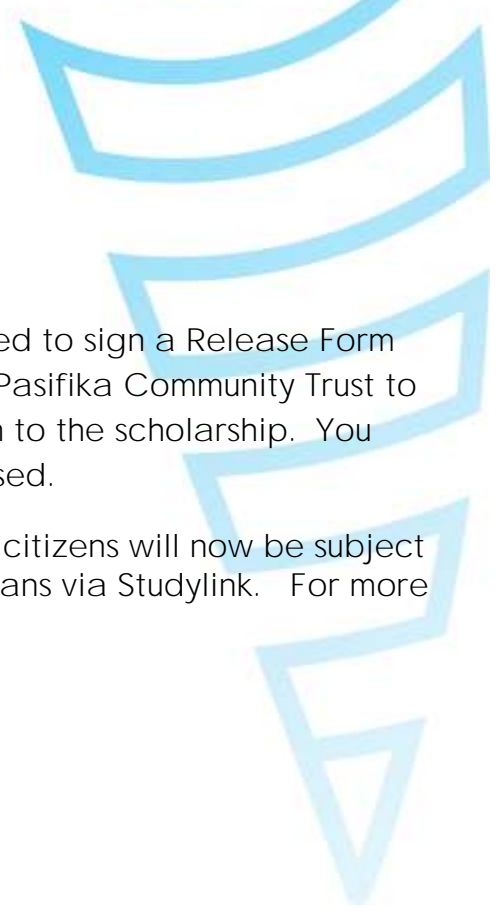 ed to sign a Release Form
Pasifika Community Trust to
n to the scholarship.  You
sed.
citizens will now be subject
ans via Studylink.   For more